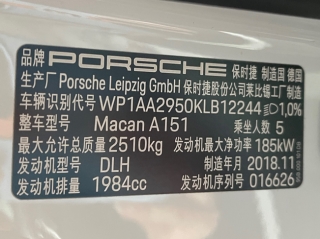 品牌 PORSCHE 保时捷 制造国 德国
生产厂 Porsche Leipzig GmbH 保时捷股份公司莱比锡工厂制造
车辆识别代号 WP1AA2950KLB12244 1,0%
整车型号 Macan A151 乘坐人数 5
最大允许总质量 2510kg 发动机最大净功率 185kW
发动机型号 DLH 制造年月 2018.11
发动机排量 1984cc 发动机序列号 016626